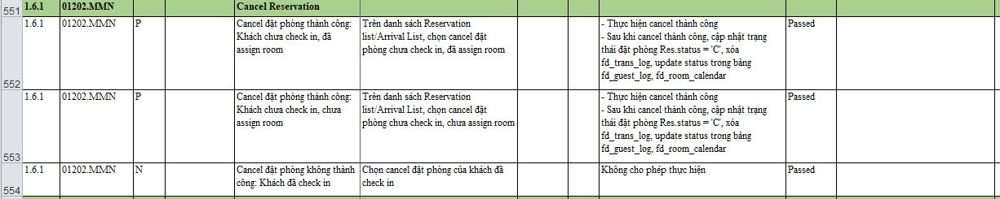 551 1.6.1 01202.MMN Cancel Reservation
1.6.1 01202.MMN P Cancel đặt phòng thành công: Trên danh sách Reservation - Thực hiện cancel thành công Passed
Khách chưa check in, đã list/Arrival List, chọn cancel đặt - Sau khi cancel thành công, cập nhật trạng
assign room phòng chưa check in, đã assign room thái đặt phòng Res.status = 'C', xóa
fd_trans_log, update status trong bảng
552 fd_guest_log, fd_room_calendar
1.6.1 01202.MMN P Cancel đặt phòng thành công: Trên danh sách Reservation - Thực hiện cancel thành công Passed
Khách chưa check in, chưa list/Arrival List, chọn cancel đặt - Sau khi cancel thành công, cập nhật trạng
assign room phòng chưa check in, chưa assign room thái đặt phòng Res.status = 'C', xóa
fd_trans_log, update status trong bảng
553 fd_guest_log, fd_room_calendar
1.6.1 01202.MMN N Cancel đặt phòng không thành Chọn cancel đặt phòng của khách đã Không cho phép thực hiện Passed
554 công: Khách đã check in check in